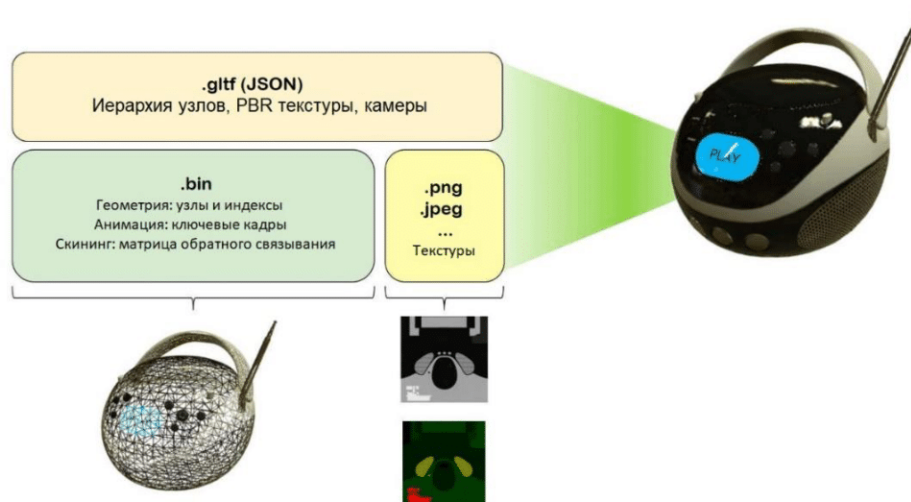 .gltf (JSON)
Иерархия узлов, PBR текстуры, камеры
.bin
Геометрия: узлы и индексы
Анимация: ключевые кадры
Скининг: матрица обратного связывания
.png
.jpeg
...
Текстуры
PLAY